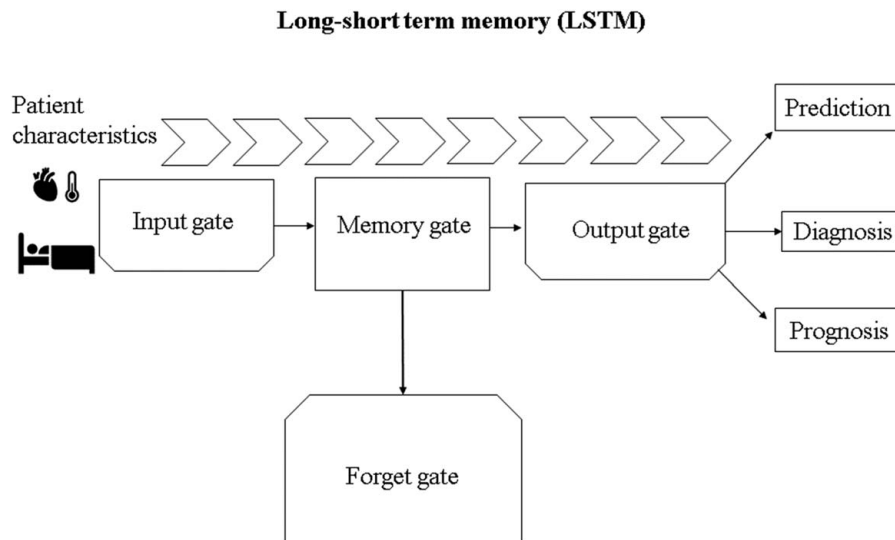 Long-short term memory (LSTM)
Patient
characteristics
Input gate
Memory gate
Output gate
Prediction
Diagnosis
Prognosis
Forget gate